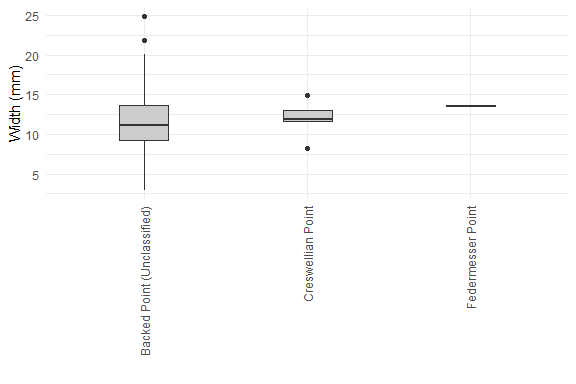 Width (mm)
25
20
15
10
5
Backed Point (Unclassified)
Creswellian Point
Federmesser Point